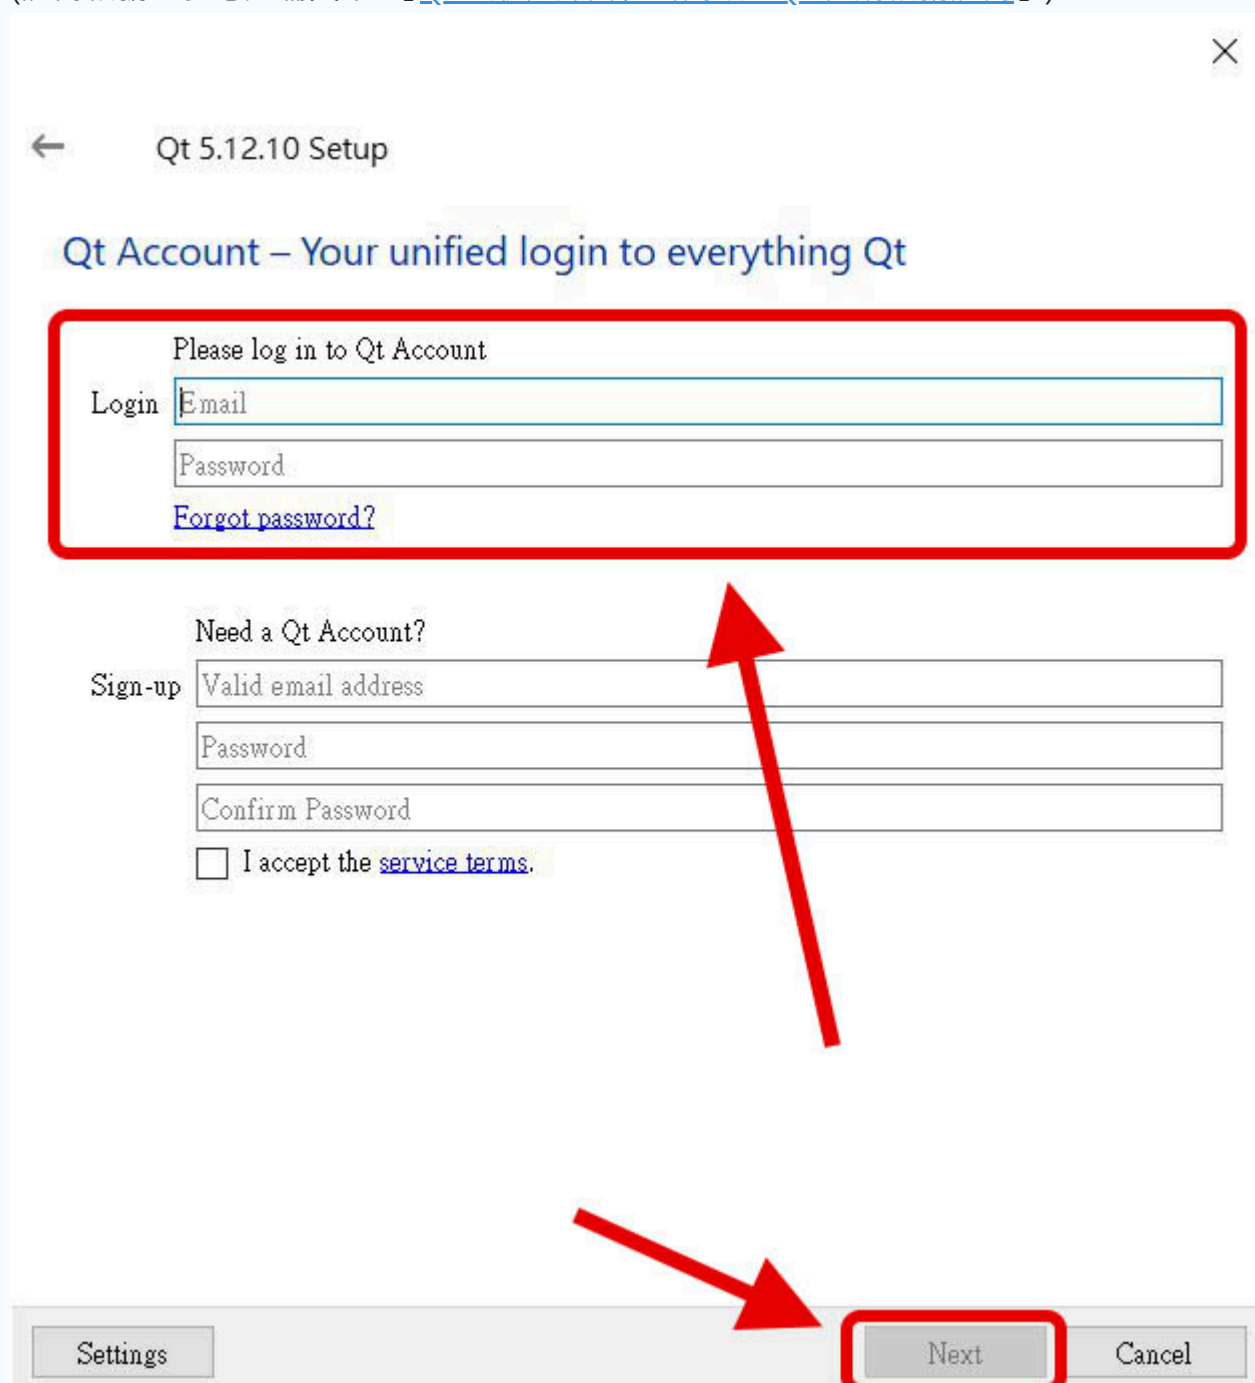 Qt 5.12.10 Setup
Qt Account – Your unified login to everything Qt
Please log in to Qt Account
Login Email
Password
Forgot password?
Need a Qt Account?
Sign-up Valid email address
Password
Confirm Password
I accept the service terms.
Settings Next Cancel